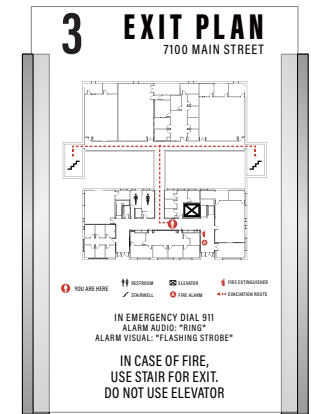 3 EXIT PLAN
7100 MAIN STREET
YOU ARE HERE
RESTROOM
STAIRWELL
ELEVATOR
FIRE ALARM
FIRE EXTINGUISHER
EVACUATION ROUTE
IN EMERGENCY DIAL 911
ALARM AUDIO: "RING"
ALARM VISUAL: "FLASHING STROBE"
IN CASE OF FIRE,
USE STAIR FOR EXIT.
DO NOT USE ELEVATOR